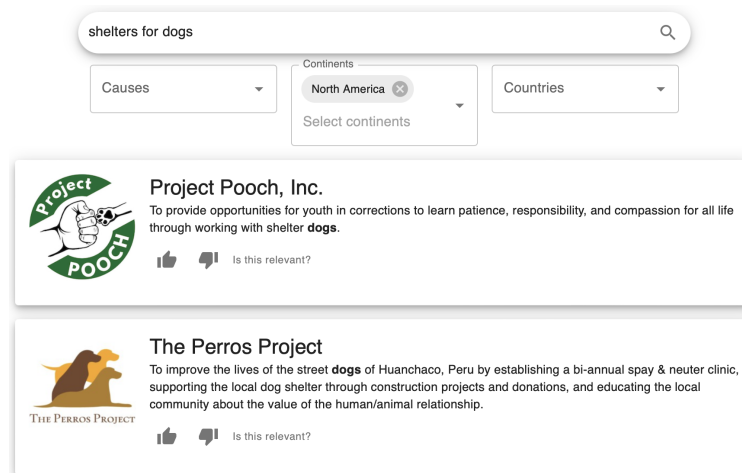 shelters for dogs
Causes
Continents
North America
Select continents
Countries
Project
POOCH
Project Pooch, Inc.
To provide opportunities for youth in corrections to learn patience, responsibility, and compassion for all life
through working with shelter dogs.
Is this relevant?
THE PERROS PROJECT
The Perros Project
To improve the lives of the street dogs of Huanchaco, Peru by establishing a bi-annual spay & neuter clinic,
supporting the local dog shelter through construction projects and donations, and educating the local
community about the value of the human/animal relationship.
Is this relevant?